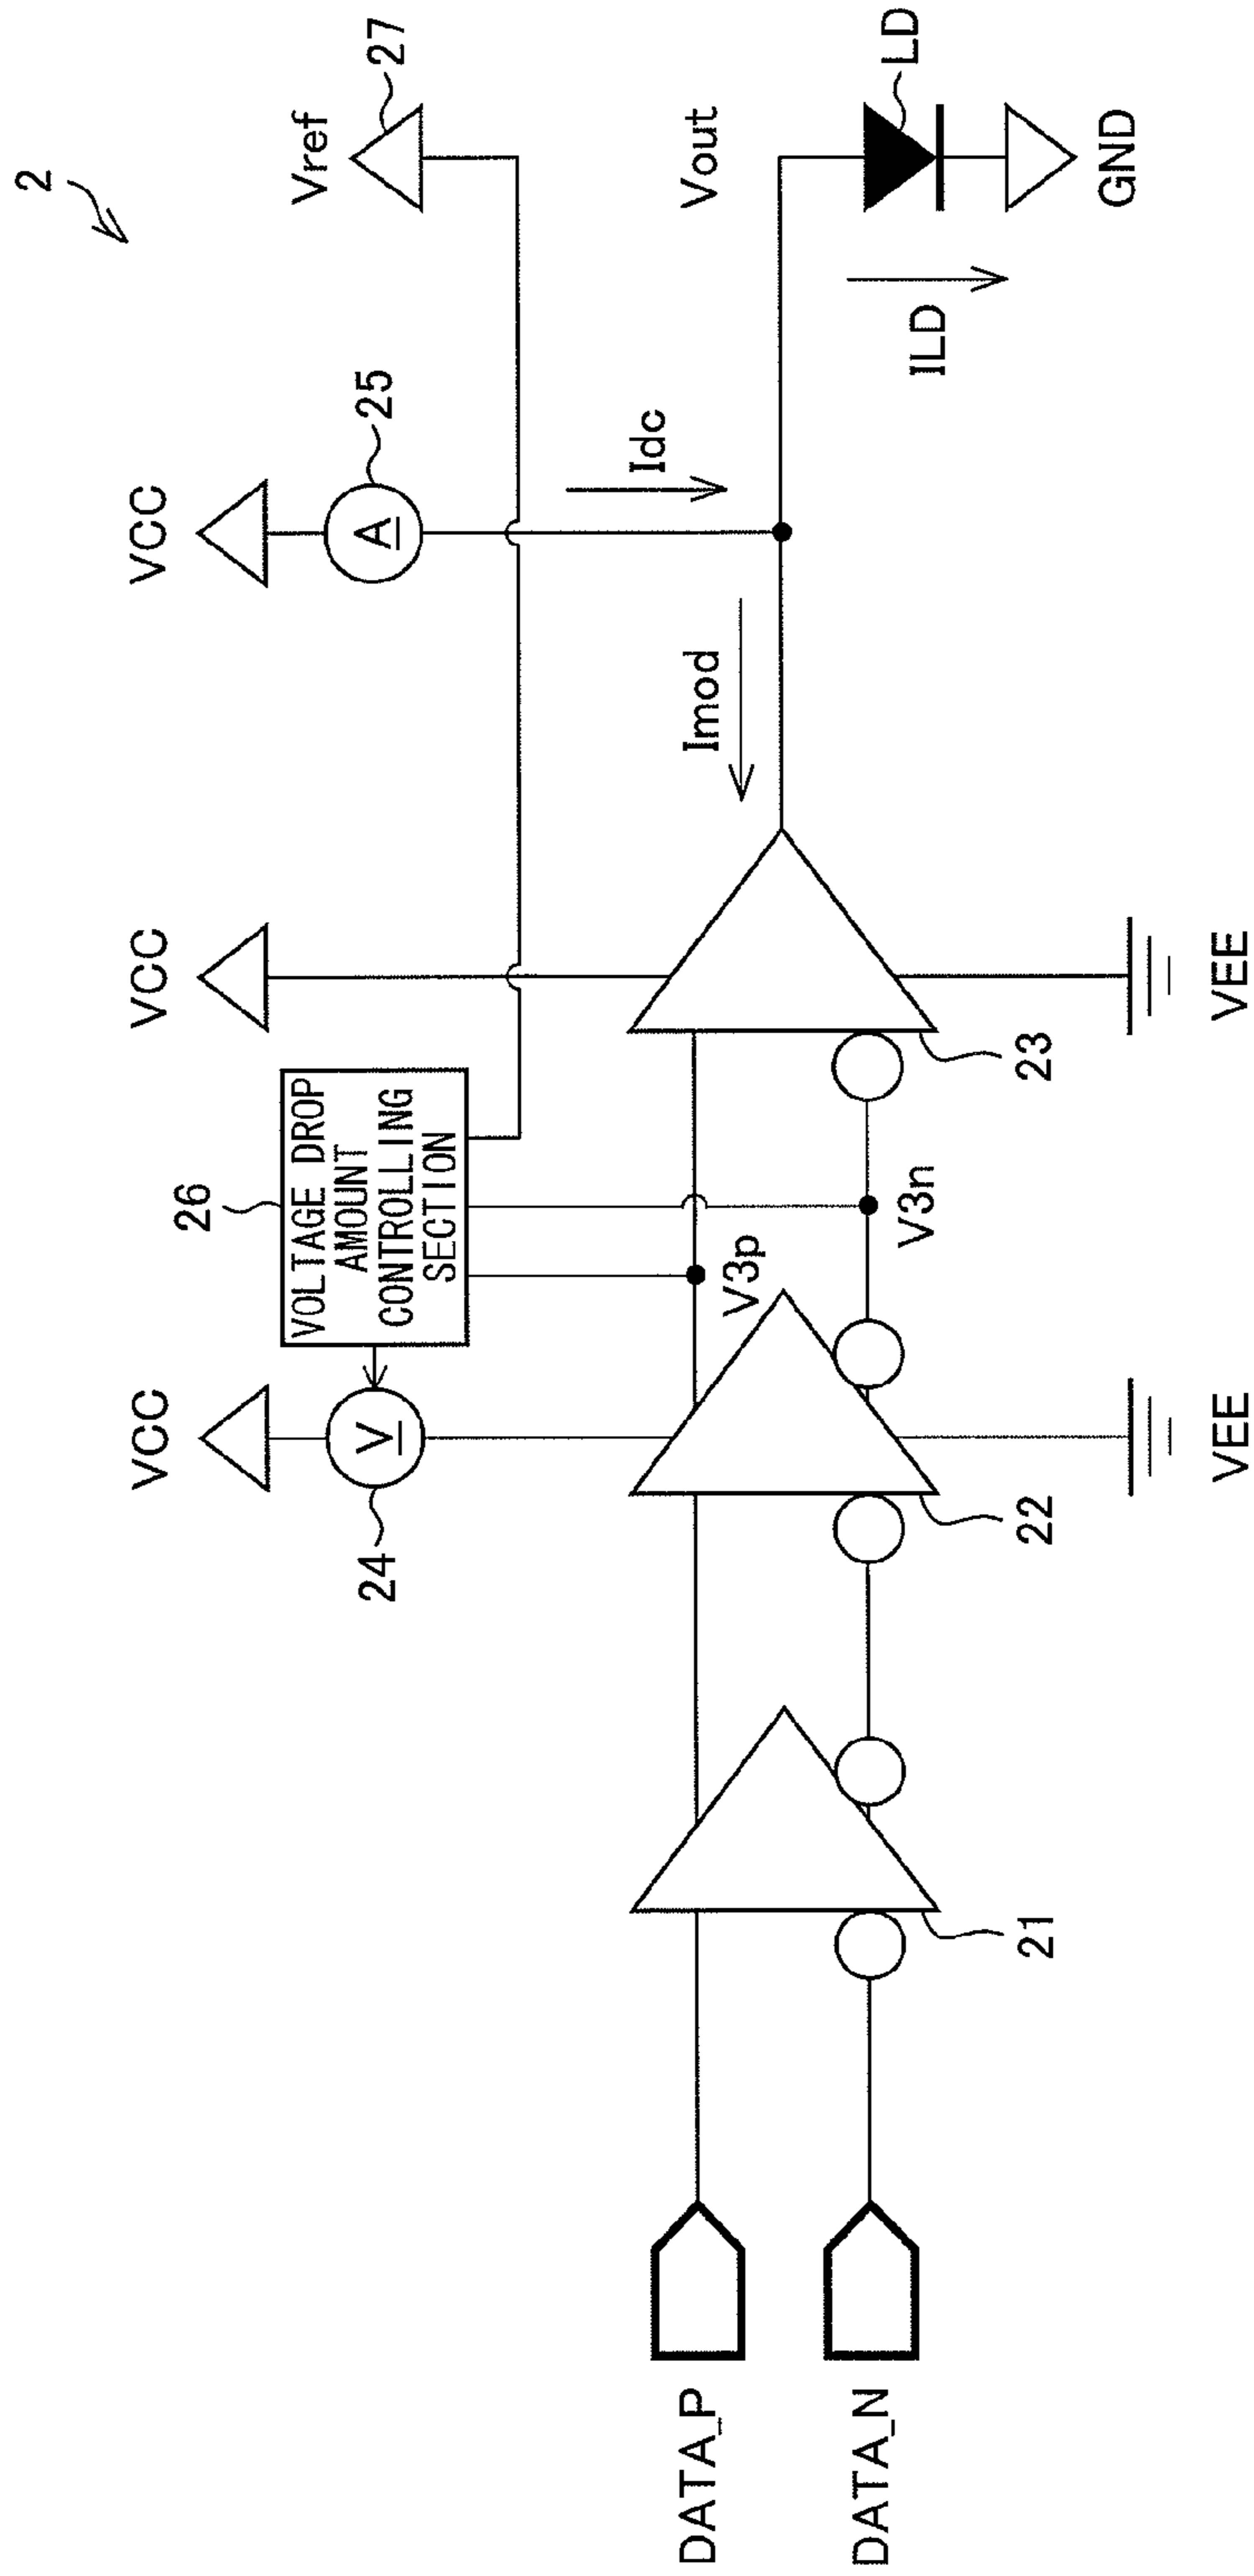 2
VCC
VCC
VCC
Vref
27
24
26
VOLTAGE DROP
AMOUNT
CONTROLLING
SECTION
V
A
25
Idc
DATA_P
DATA_N
V3p
V3n
Imod
Vout
LD
ILD
21
22
23
GND
VEE
VEE